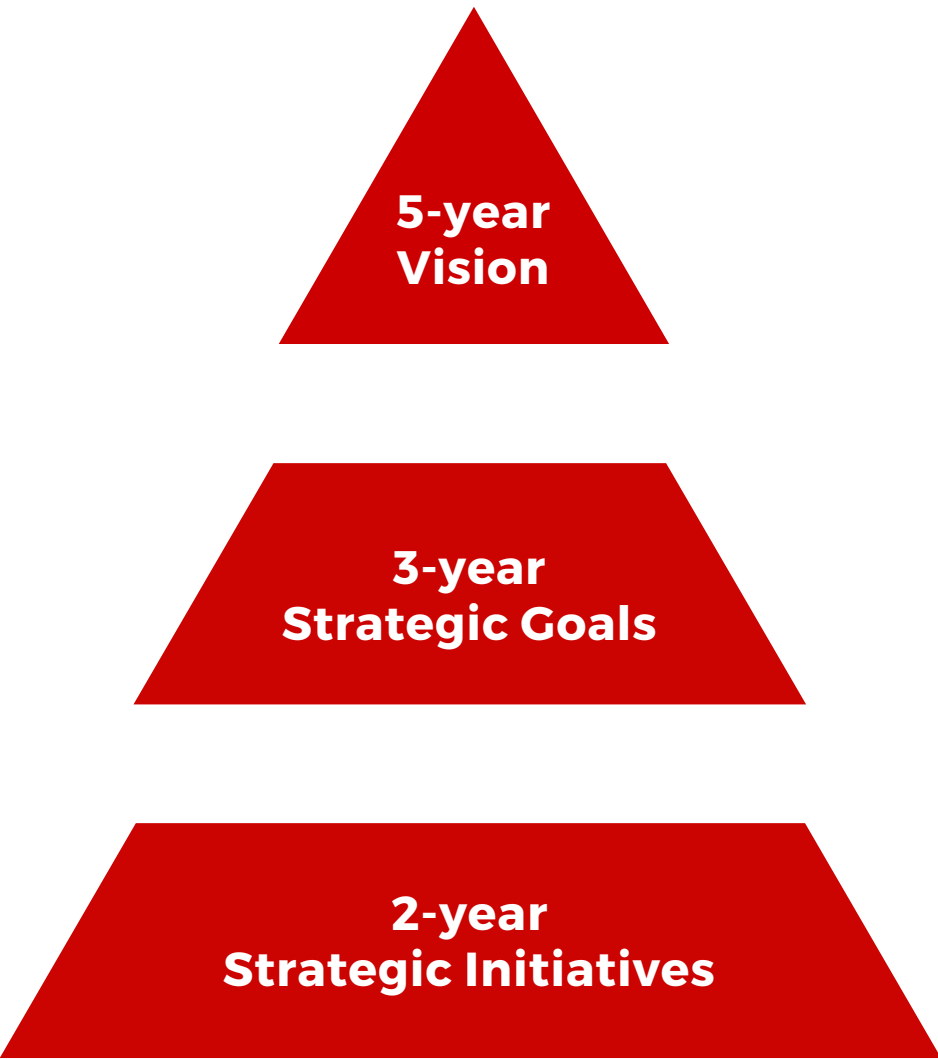 5-year
Vision
3-year
Strategic Goals
2-year
Strategic Initiatives